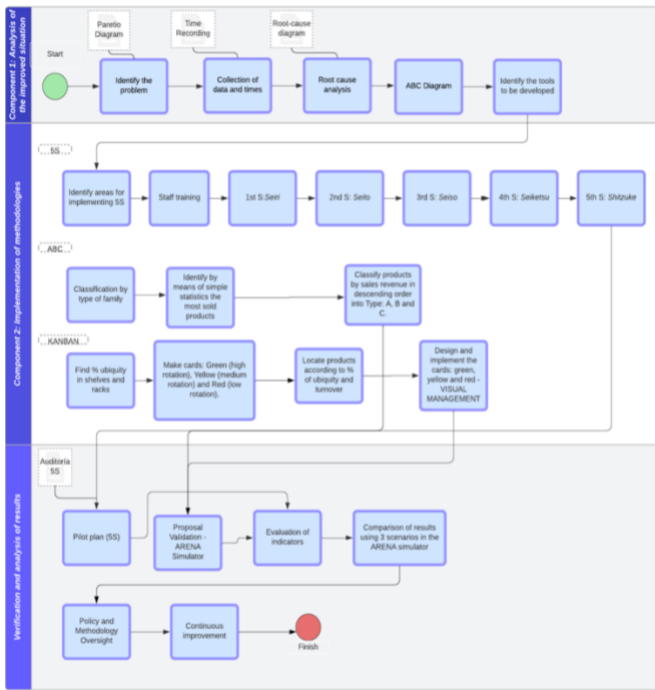 Component 1: Analysis of
the improved situation
Paretio
Diagram
Time
Recording
Root-cause
diagram
Start
Identify the
problem
Collection of
data and times
Root cause
analysis
ABC Diagram
Identify the tools
to be developed
Component 2: Implementation of methodologies
5S
Identify areas for
implementing 5S
Staff training
1st S:Seiri
2nd S: Seito
3rd S: Seiso
4th S: Seiketsu
5th S: Shitzuke
ABC
Classification by
type of family
Identify by
means of simple
statistics the
most sold
products
Classify products
by sales revenue in
descending order
into Type: A, B and
C.
KANBAN
Find % ubiquity
in shelves and
racks
Make cards: Green (high
rotation), Yellow (medium
rotation) and Red (low
rotation).
Locate products
according to %
of ubiquity and
turnover
Design and
implement the
cards: green,
yellow and red -
VISUAL
MANAGEMENT
Verification and analysis of results
Auditoria
5S
Pilot plan (5S)
Proposal
Validation -
ARENA
Simulator
Evaluation of
indicators
Comparison of results
using 3 scenarios in the
ARENA simulator
Policy and
Methodology
Oversight
Continuous
improvement
Finish